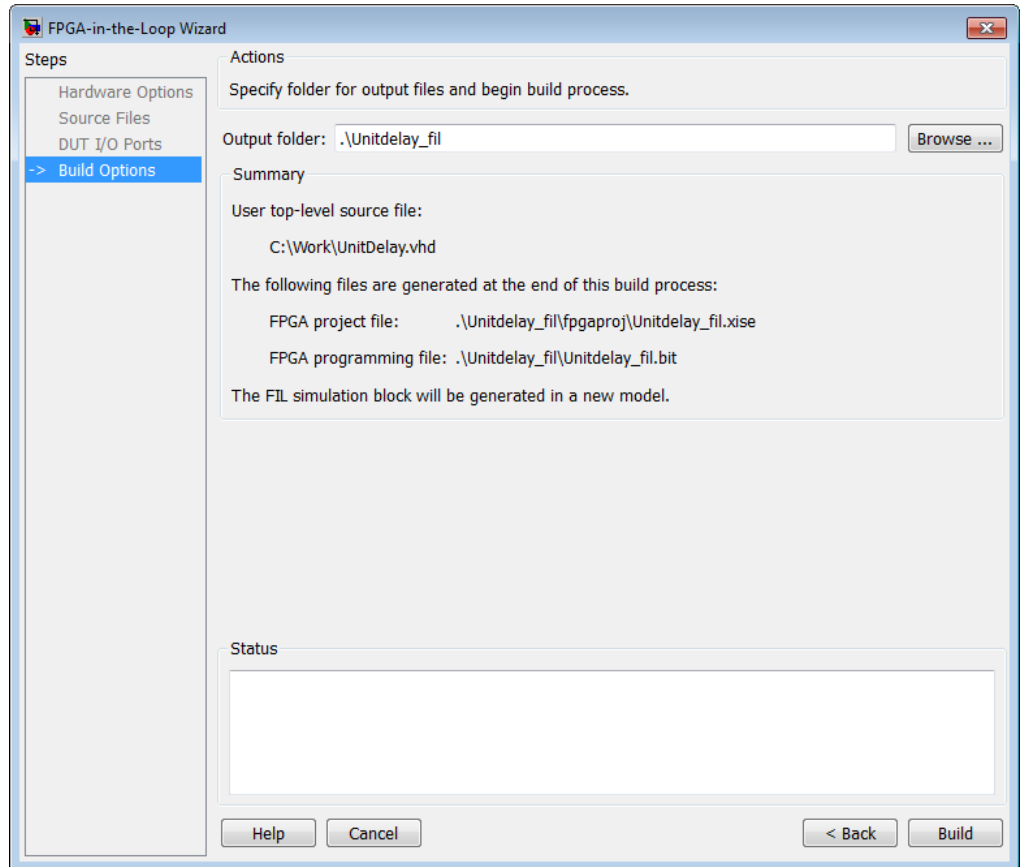 FPGA-in-the-Loop Wizard
Steps
Hardware Options
Source Files
DUT I/O Ports
-> Build Options
Actions
Specify folder for output files and begin build process.
Output folder: .\Unitdelay_fil Browse ...
Summary
User top-level source file:
C:\Work\UnitDelay.vhd
The following files are generated at the end of this build process:
FPGA project file: .\Unitdelay_fil\fpgaproj\Unitdelay_fil.xise
FPGA programming file: .\Unitdelay_fil\Unitdelay_fil.bit
The FIL simulation block will be generated in a new model.
Status
Help Cancel < Back Build